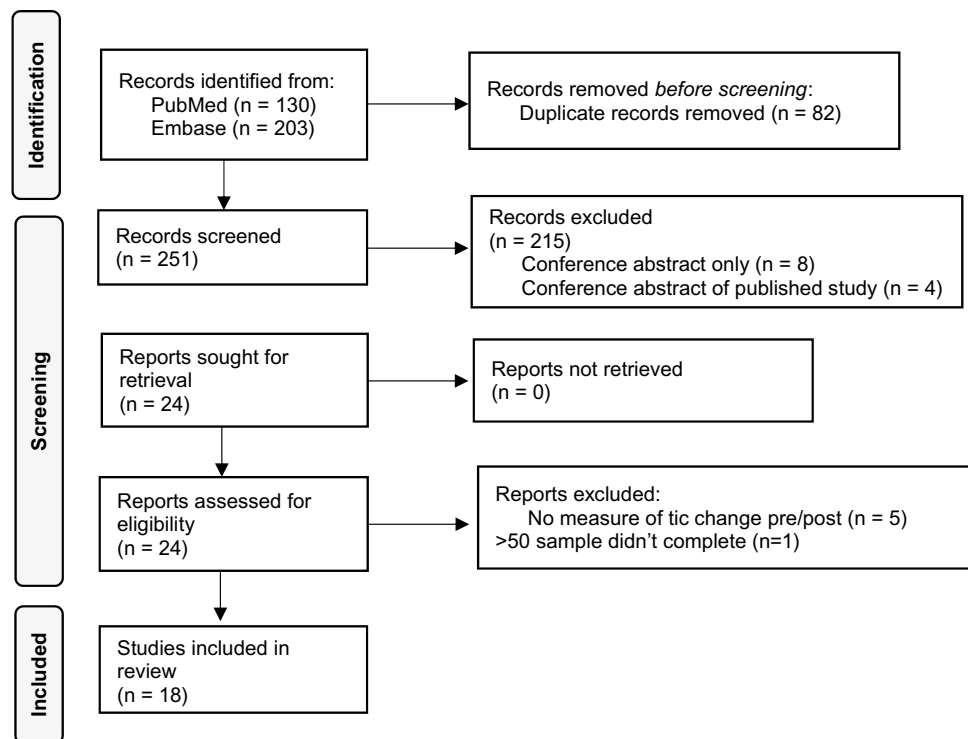 Identification
Records identified from:
PubMed (n = 130)
Embase (n = 203)
Records removed before screening:
Duplicate records removed (n = 82)
Screening
Records screened
(n = 251)
Records excluded
(n = 215)
Conference abstract only (n = 8)
Conference abstract of published study (n = 4)
Reports sought for
retrieval
(n = 24)
Reports not retrieved
(n = 0)
Reports assessed for
eligibility
(n = 24)
Reports excluded:
No measure of tic change pre/post (n = 5)
>50 sample didn’t complete (n=1)
Included
Studies included in
review
(n = 18)